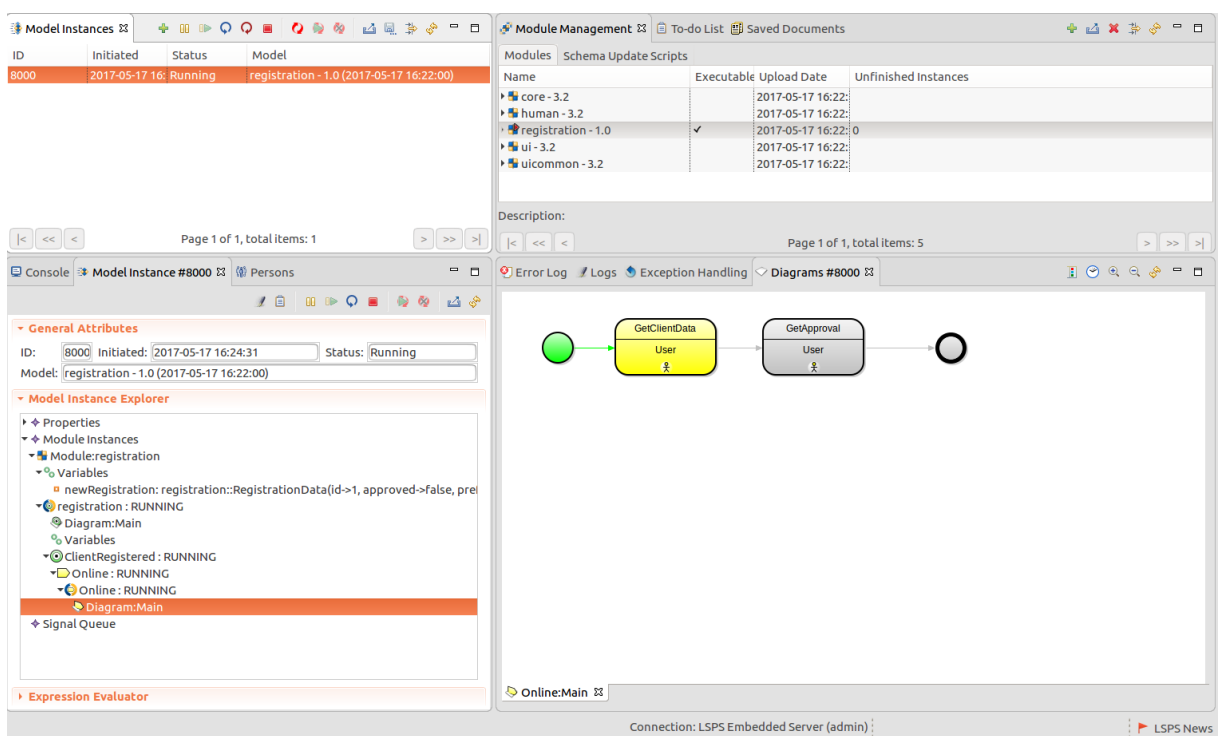 Model Instances
ID Initiated Status Model
8000 2017-05-17 16: Running registration - 1.0 (2017-05-17 16:22:00)
|< << < Page 1 of 1, total items: 1 > >> >|
Module Management To-do List Saved Documents
Modules Schema Update Scripts
Name Executable Upload Date Unfinished Instances
core - 3.2 2017-05-17 16:22:
human - 3.2 2017-05-17 16:22:
registration - 1.0 ✔ 2017-05-17 16:22: 0
ui - 3.2 2017-05-17 16:22:
uicommon - 3.2 2017-05-17 16:22:
Description:
|< << < Page 1 of 1, total items: 5 > >> >|
Console Model Instance #8000 Persons
General Attributes
ID: 8000 Initiated: 2017-05-17 16:24:31 Status: Running
Model: registration - 1.0 (2017-05-17 16:22:00)
Model Instance Explorer
Properties
Module Instances
Module:registration
Variables
newRegistration: registration::RegistrationData(id->1, approved->false, pre
registration : RUNNING
Diagram:Main
Variables
ClientRegistered : RUNNING
Online : RUNNING
Online : RUNNING
Diagram:Main
Signal Queue
Expression Evaluator
Error Log Logs Exception Handling Diagrams #8000
GetClientData
User
GetApproval
User
Online:Main
Connection: LSPS Embedded Server (admin)
LSPS News